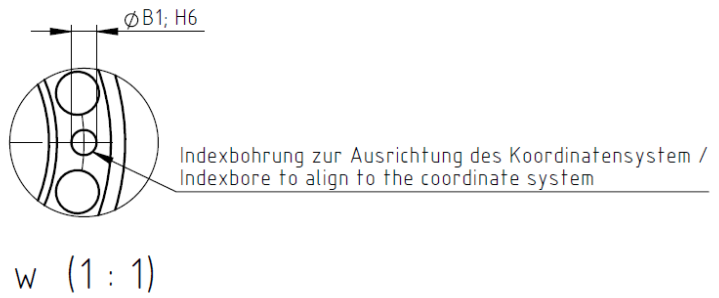 ⌀B1; H6
Indexbohrung zur Ausrichtung des Koordinatensystem /
Indexbore to align to the coordinate system
w (1 : 1)